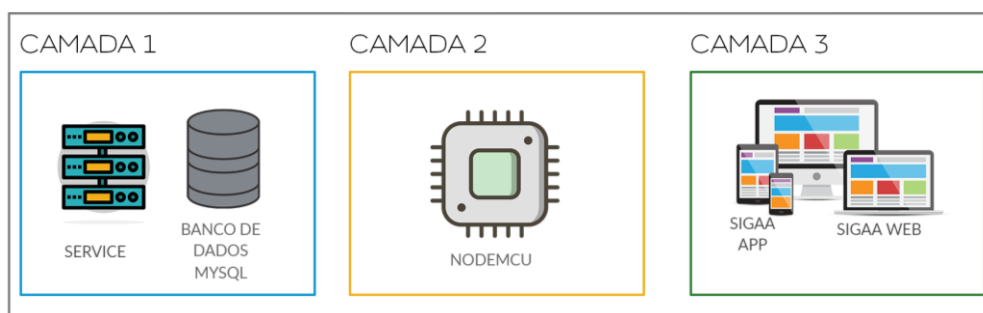 CAMADA 1
CAMADA 2
CAMADA 3
SERVICE
BANCO DE
DADOS
MYSQL
NODEMCU
SIGAA
APP
SIGAA WEB